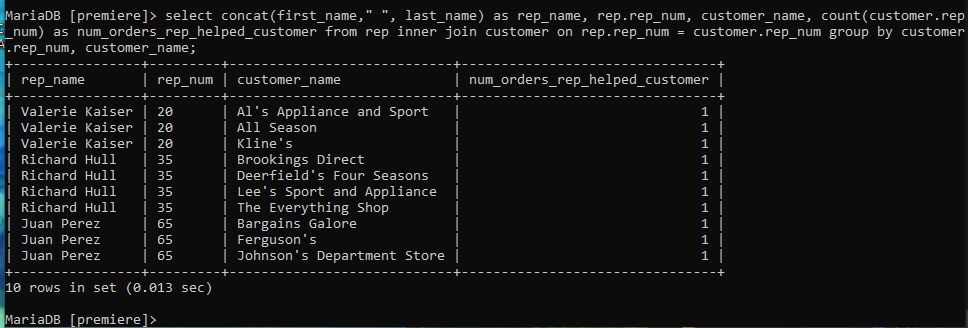 MariaDB [premiere]> select concat(first_name," ", last_name) as rep_name, rep.rep_num, customer_name, count(customer.rep
_num) as num_orders_rep_helped_customer from rep inner join customer on rep.rep_num = customer.rep_num group by customer
.rep_num, customer_name;
+---------------+---------+----------------------------+--------------------------------+
| rep_name | rep_num | customer_name | num_orders_rep_helped_customer |
+---------------+---------+----------------------------+--------------------------------+
| Valerie Kaiser | 20 | Al's Appliance and Sport | 1 |
| Valerie Kaiser | 20 | All Season | 1 |
| Valerie Kaiser | 20 | Kline's | 1 |
| Richard Hull | 35 | Brookings Direct | 1 |
| Richard Hull | 35 | Deerfield's Four Seasons | 1 |
| Richard Hull | 35 | Lee's Sport and Appliance | 1 |
| Richard Hull | 35 | The Everything Shop | 1 |
| Juan Perez | 65 | Bargains Galore | 1 |
| Juan Perez | 65 | Ferguson's | 1 |
| Juan Perez | 65 | Johnson's Department Store | 1 |
+---------------+---------+----------------------------+--------------------------------+
10 rows in set (0.013 sec)
MariaDB [premiere]>